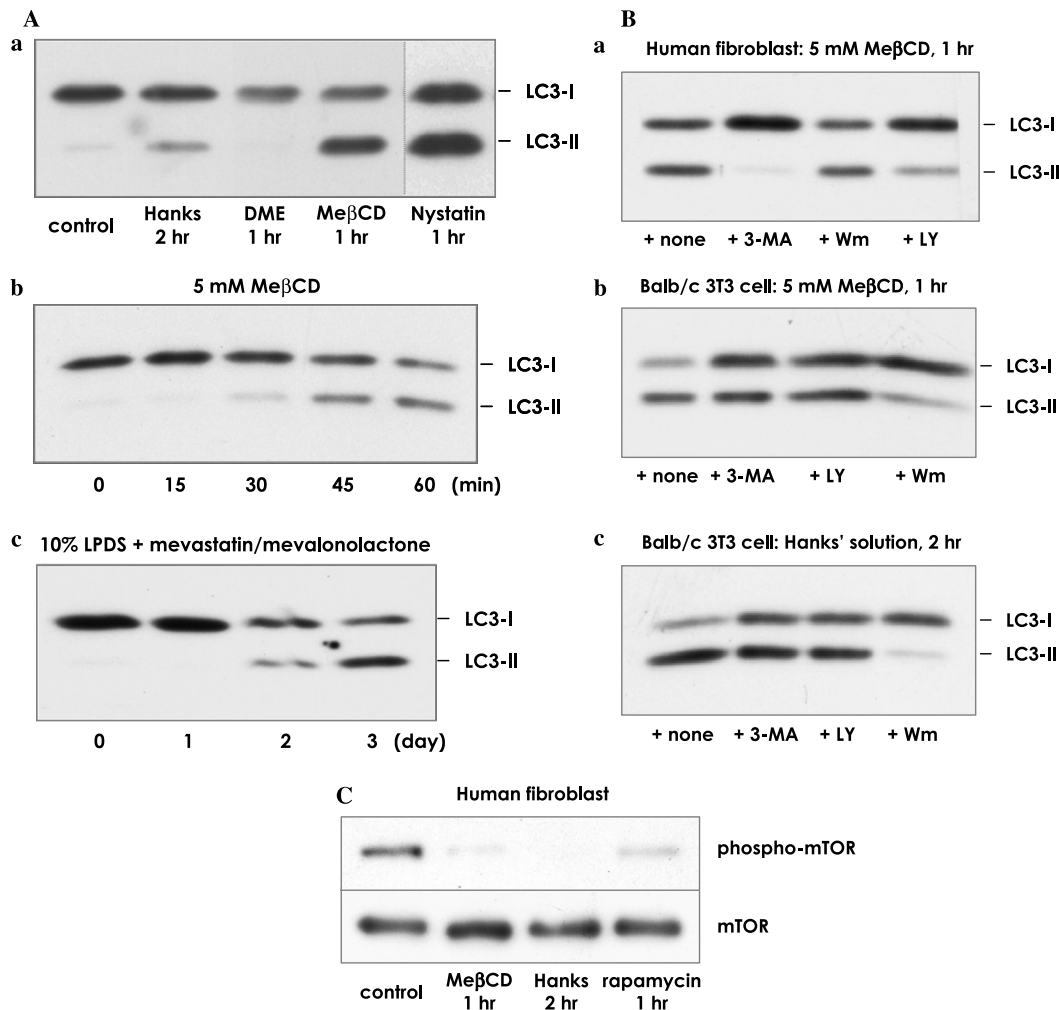 A
a
LC3-I
LC3-II
control
Hanks 2 hr
DME 1 hr
MeβCD 1 hr
Nystatin 1 hr
b
5 mM MeβCD
LC3-I
LC3-II
0 15 30 45 60 (min)
c
10% LPDS + mevastatin/mevalonolactone
LC3-I
LC3-II
0 1 2 3 (day)
B
a
Human fibroblast: 5 mM MeβCD, 1 hr
LC3-I
LC3-II
+ none + 3-MA + Wm + LY
b
Balb/c 3T3 cell: 5 mM MeβCD, 1 hr
LC3-I
LC3-II
+ none + 3-MA + LY + Wm
c
Balb/c 3T3 cell: Hanks' solution, 2 hr
LC3-I
LC3-II
+ none + 3-MA + LY + Wm
C
Human fibroblast
phospho-mTOR
mTOR
control
MeβCD 1 hr
Hanks 2 hr
rapamycin 1 hr